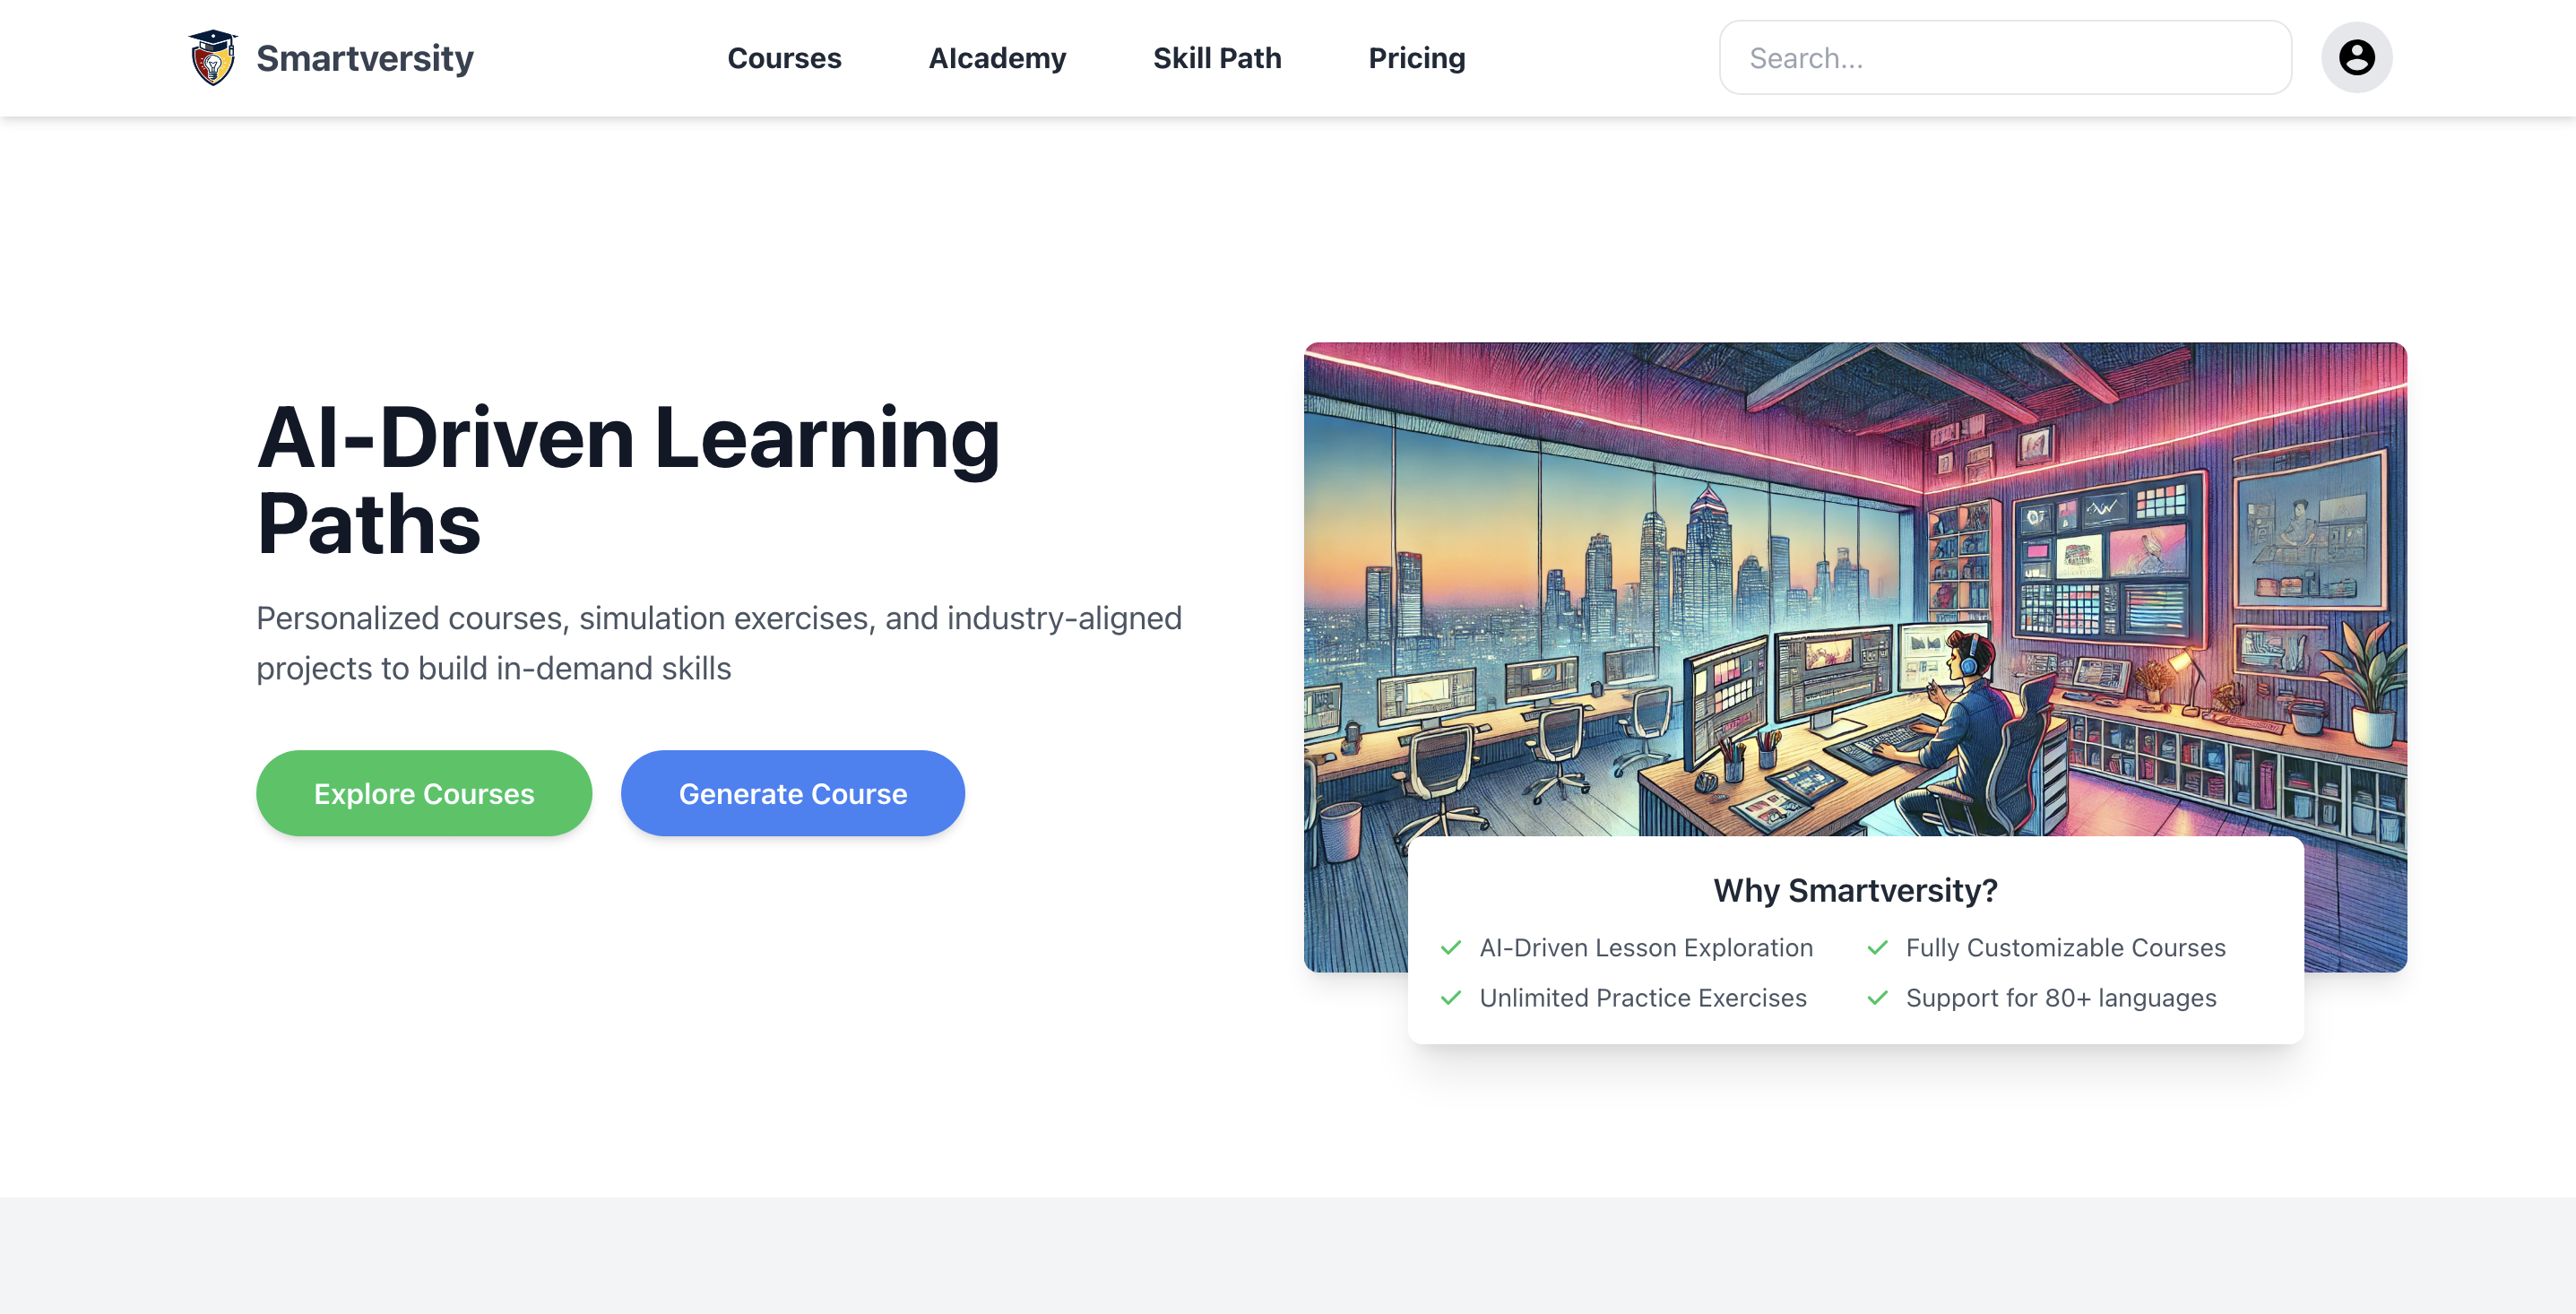 Smartversity
Courses
AIcademy
Skill Path
Pricing
Search...
AI-Driven Learning
Paths
Personalized courses, simulation exercises, and industry-aligned
projects to build in-demand skills
Explore Courses
Generate Course
Why Smartversity?
AI-Driven Lesson Exploration
Fully Customizable Courses
Unlimited Practice Exercises
Support for 80+ languages